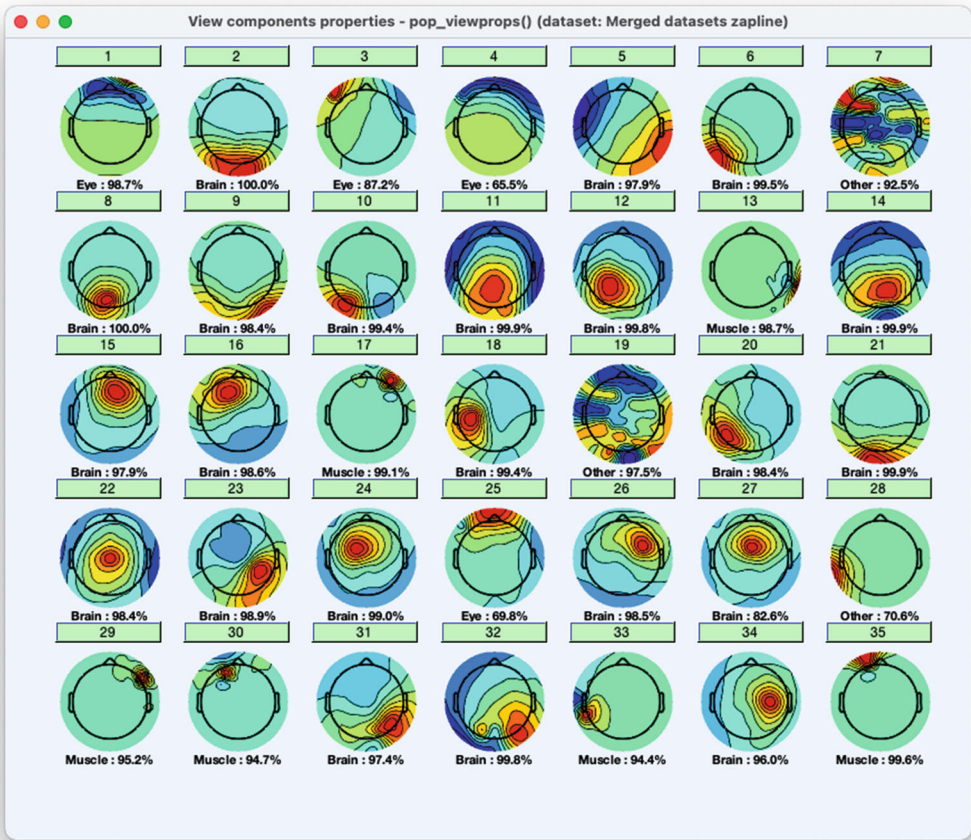 View components properties - pop_viewprops() (dataset: Merged datasets zapline)
1 2 3 4 5 6 7
Eye : 98.7% Brain : 100.0% Eye : 87.2% Eye : 65.5% Brain : 97.9% Brain : 99.5% Other : 92.5%
8 9 10 11 12 13 14
Brain : 100.0% Brain : 98.4% Brain : 99.4% Brain : 99.9% Brain : 99.8% Muscle : 98.7% Brain : 99.9%
15 16 17 18 19 20 21
Brain : 97.9% Brain : 98.6% Muscle : 99.1% Brain : 99.4% Other : 97.5% Brain : 98.4% Brain : 99.9%
22 23 24 25 26 27 28
Brain : 98.4% Brain : 98.9% Brain : 99.0% Eye : 69.8% Brain : 98.5% Brain : 82.6% Other : 70.6%
29 30 31 32 33 34 35
Muscle : 95.2% Muscle : 94.7% Brain : 97.4% Brain : 99.8% Muscle : 94.4% Brain : 96.0% Muscle : 99.6%